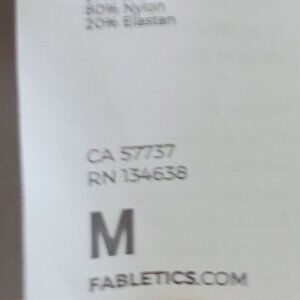 80% Nylon
20% Elastan
CA 57737
RN 134638
M
FABLETICS.COM